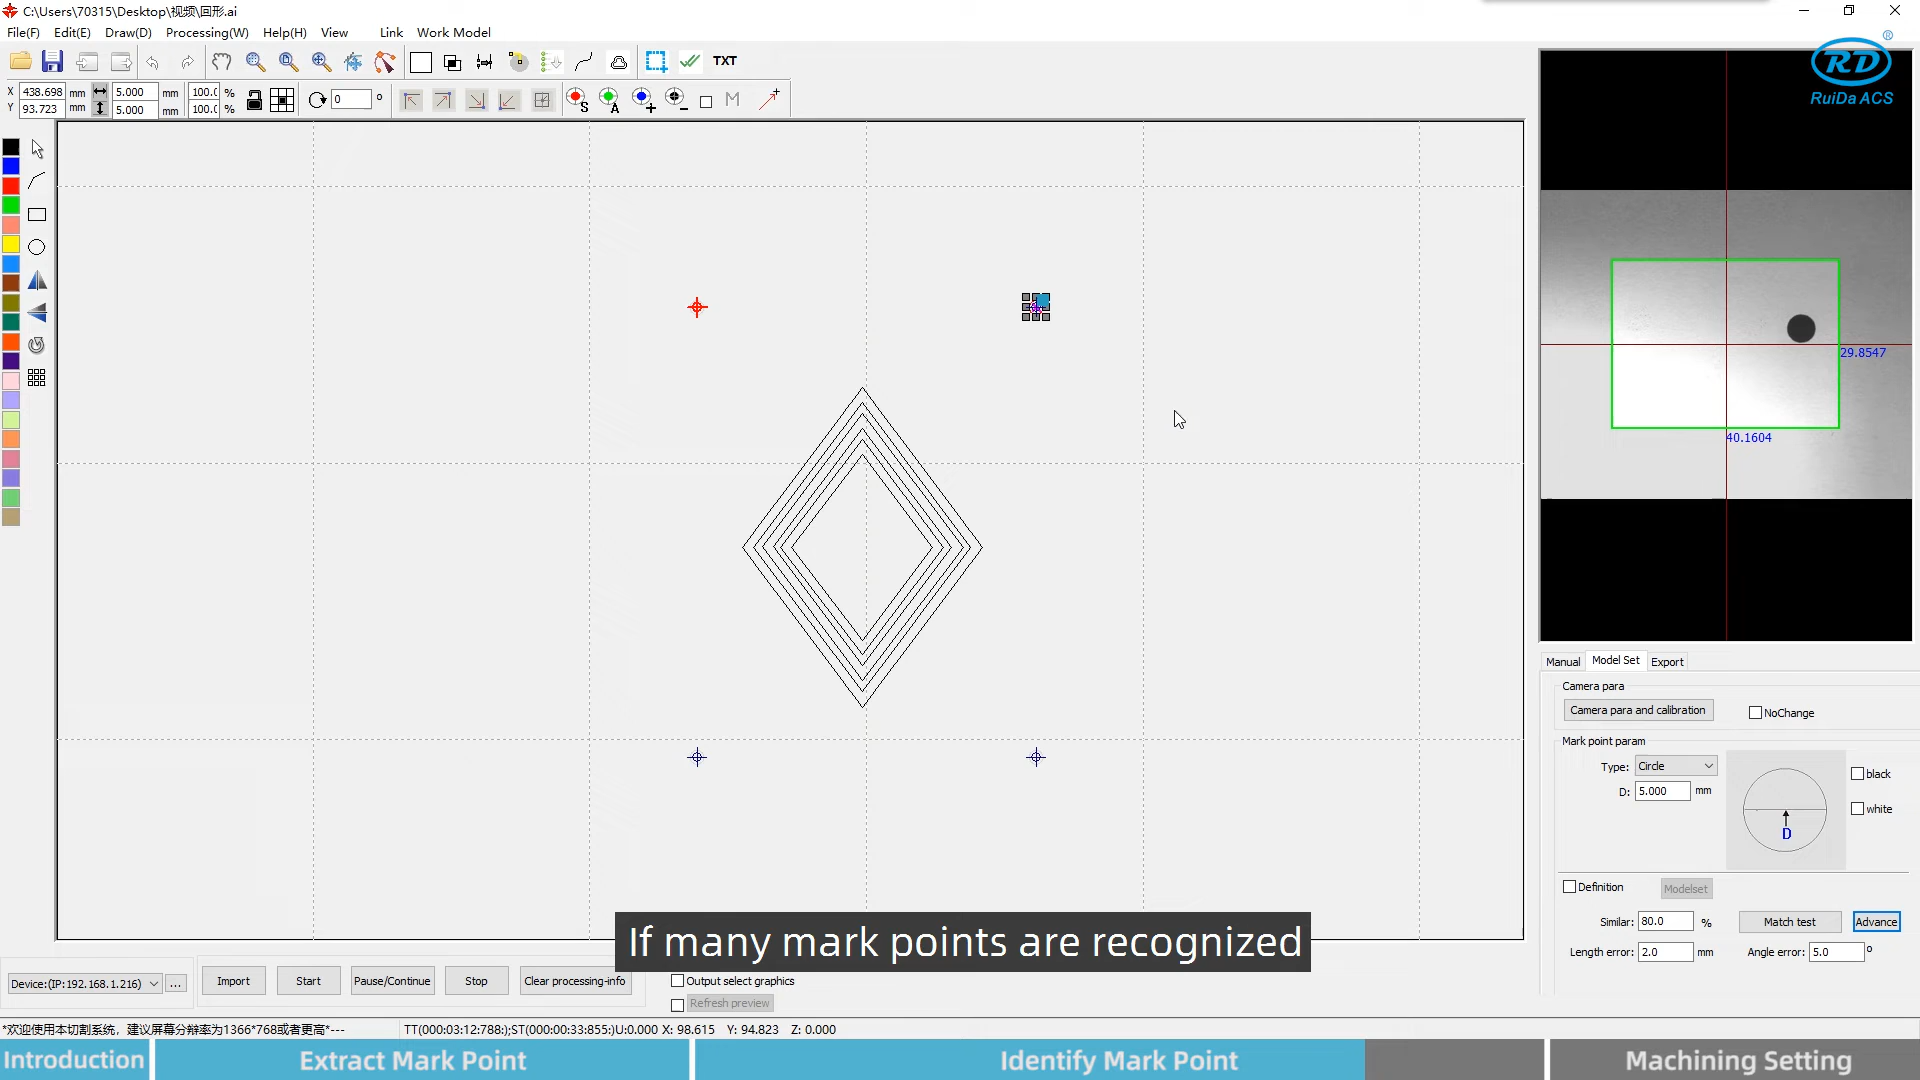 C:\Users\70315\Desktop\视频\回形.ai
File(F) Edit(E) Draw(D) Processing(W) Help(H) View Link Work Model
TXT
X 438.698 mm 5.000 mm 100.( %
Y 93.723 mm 5.000 mm 100.( %
0 °
S A M
RD ®
RuiDa ACS
29.8547
40.1604
Manual Model Set Export
Camera para
Camera para and calibration NoChange
Mark point param
Type: Circle
D: 5.000 mm
black
white
D
Definition Modelset
Similar: 80.0 % Match test Advance
Length error: 2.0 mm Angle error: 5.0 °
If many mark points are recognized
Device:(IP:192.168.1.216) ... Import Start Pause/Continue Stop Clear processing-info
Output select graphics
Refresh preview
*欢迎使用本切割系统，建议屏幕分辩率为1366*768或者更高*--- TT(000:03:12:788:);ST(000:00:33:855:)U:0.000 X: 98.615 Y: 94.823 Z: 0.000
Introduction Extract Mark Point Identify Mark Point Machining Setting